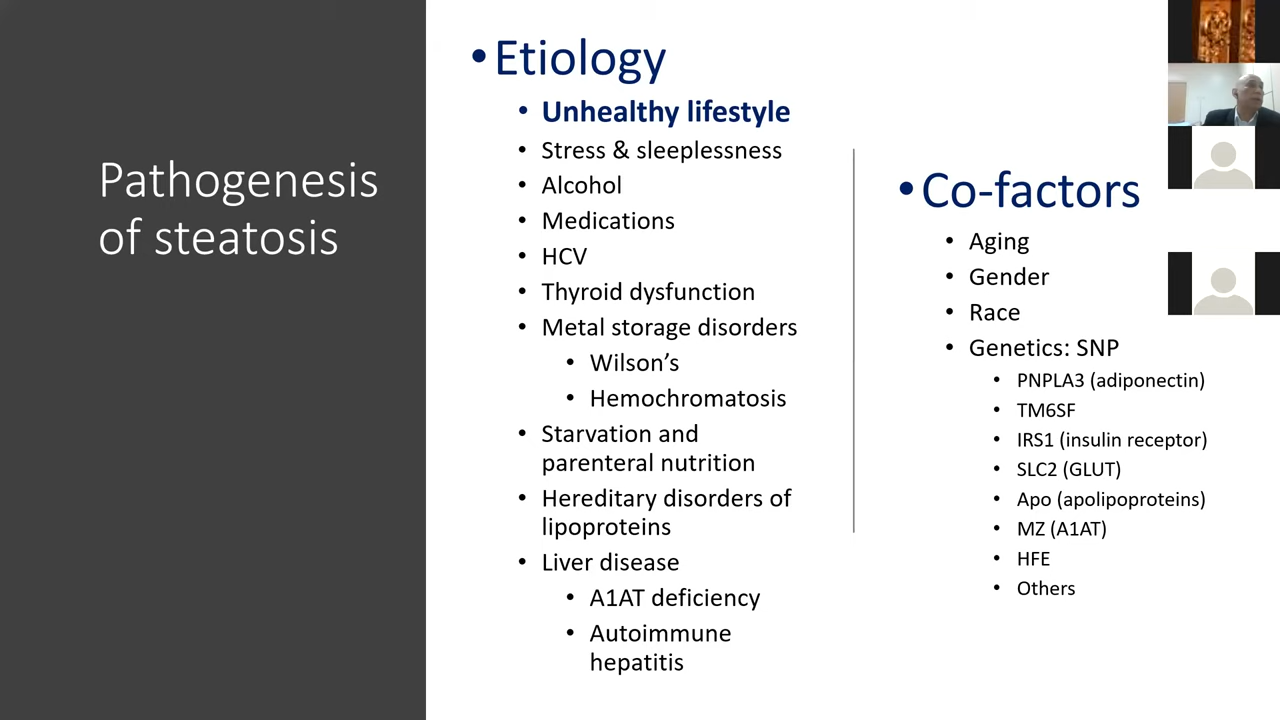 Pathogenesis
of steatosis
•Etiology
• Unhealthy lifestyle
• Stress & sleeplessness
• Alcohol
• Medications
• HCV
• Thyroid dysfunction
• Metal storage disorders
• Wilson’s
• Hemochromatosis
• Starvation and
parenteral nutrition
• Hereditary disorders of
lipoproteins
• Liver disease
• A1AT deficiency
• Autoimmune
hepatitis
•Co-factors
• Aging
• Gender
• Race
• Genetics: SNP
• PNPLA3 (adiponectin)
• TM6SF
• IRS1 (insulin receptor)
• SLC2 (GLUT)
• Apo (apolipoproteins)
• MZ (A1AT)
• HFE
• Others